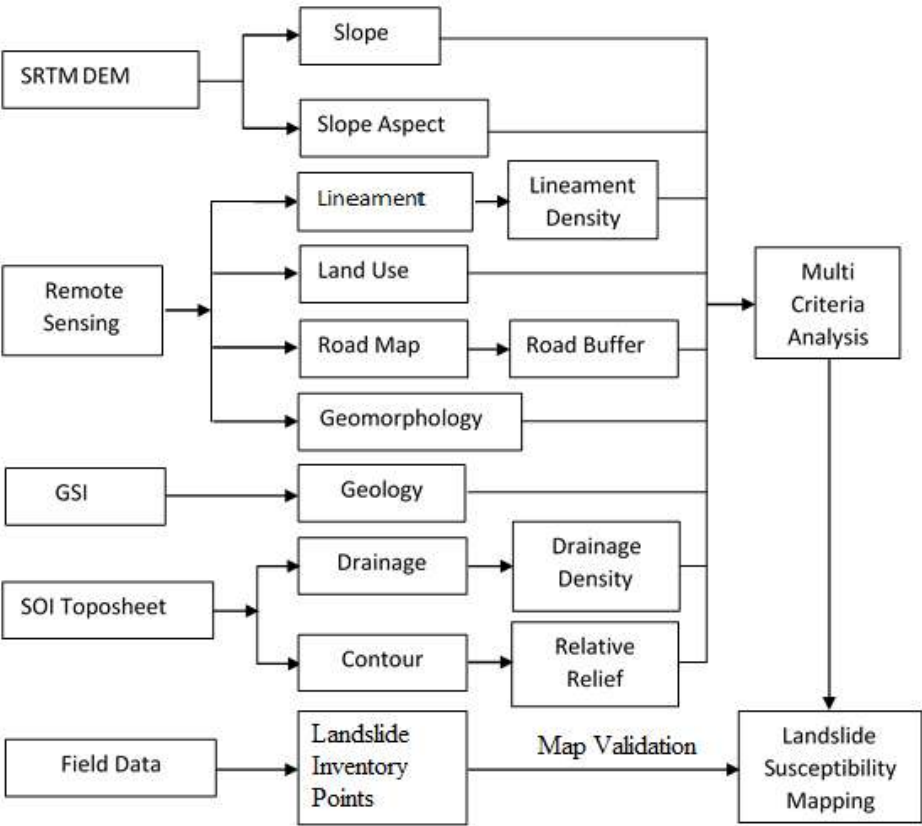 SRTM DEM
Slope
Slope Aspect
Remote
Sensing
Lineament
Lineament
Density
Land Use
Road Map
Road Buffer
Geomorphology
GSI
Geology
SOI Toposheet
Drainage
Drainage
Density
Contour
Relative
Relief
Multi
Criteria
Analysis
Field Data
Landslide
Inventory
Points
Map Validation
Landslide
Susceptibility
Mapping